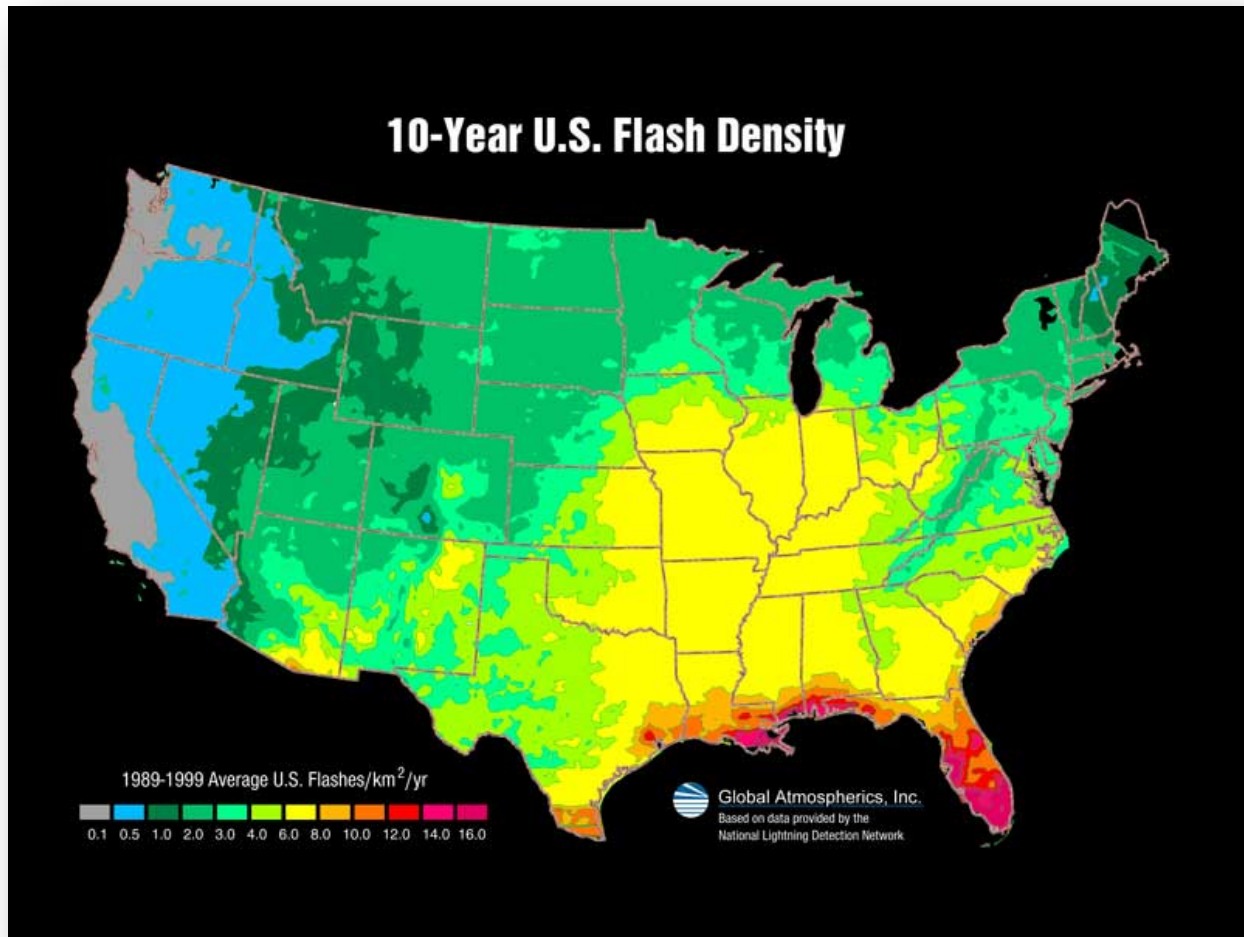 10-Year U.S. Flash Density
1989-1999 Average U.S. Flashes/km²/yr
0.1 0.5 1.0 2.0 3.0 4.0 6.0 8.0 10.0 12.0 14.0 16.0
Global Atmospherics, Inc.
Based on data provided by the
National Lightning Detection Network